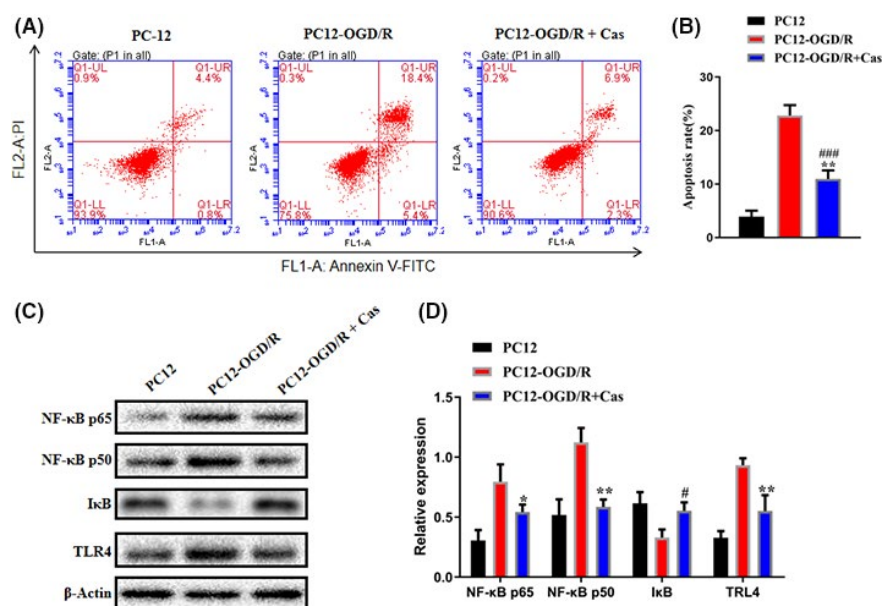 (A)
PC-12
PC12-OGD/R
PC12-OGD/R + Cas
FL2-A:PI
Gate: (P1 in all)
Q1-UL
0.9%
Q1-UR
4.4%
Q1-LL
93.9%
Q1-LR
0.8%
FL2-A
FL1-A
Gate: (P1 in all)
Q1-UL
0.3%
Q1-UR
18.4%
Q1-LL
75.8%
Q1-LR
5.4%
FL2-A
FL1-A
Gate: (P1 in all)
Q1-UL
0.2%
Q1-UR
6.9%
Q1-LL
90.6%
Q1-LR
2.3%
FL2-A
FL1-A
FL1-A: Annexin V-FITC
(B)
PC12
PC12-OGD/R
PC12-OGD/R+Cas
Apoptosis rate(%)
30
20
10
0
###
**
(C)
PC12
PC12-OGD/R
PC12-OGD/R + Cas
NF-κB p65
NF-κB p50
IκB
TLR4
β-Actin
(D)
PC12
PC12-OGD/R
PC12-OGD/R+Cas
Relative expression
1.5
1.0
0.5
0.0
*
**
#
**
NF-κB p65
NF-κB p50
IκB
TRL4